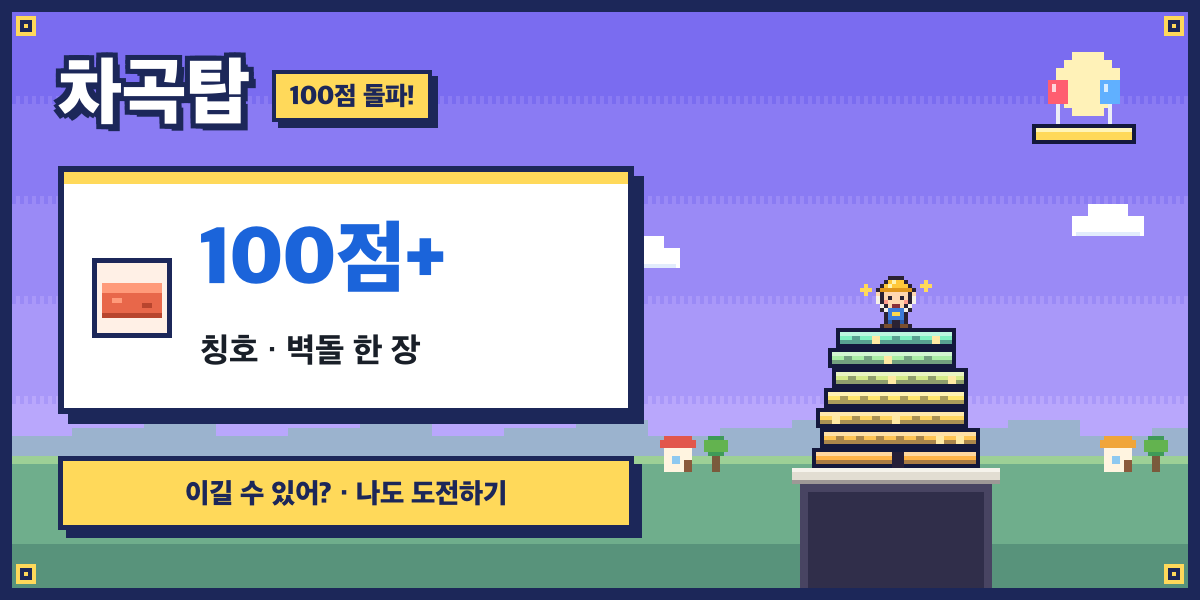 차곡탑
100점 돌파!
100점+
칭호 · 벽돌 한 장
이길 수 있어? · 나도 도전하기